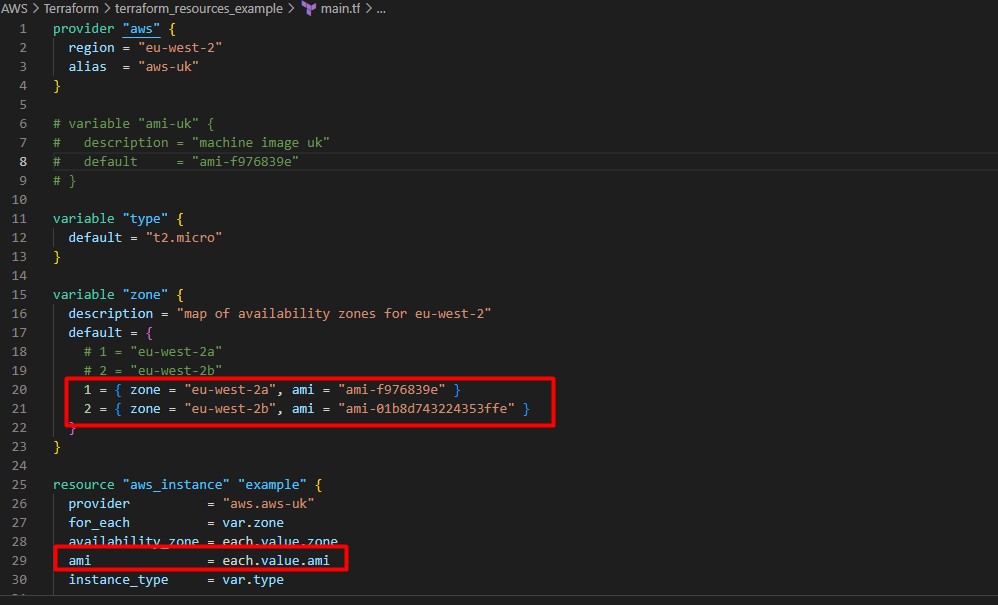 AWS > Terraform > terraform_resources_example > main.tf > ...
1 provider "aws" {
2   region = "eu-west-2"
3   alias  = "aws-uk"
4 }
5
6 # variable "ami-uk" {
7 #   description = "machine image uk"
8 #   default     = "ami-f976839e"
9 # }
10
11 variable "type" {
12   default = "t2.micro"
13 }
14
15 variable "zone" {
16   description = "map of availability zones for eu-west-2"
17   default = {
18     # 1 = "eu-west-2a"
19     # 2 = "eu-west-2b"
20     1 = { zone = "eu-west-2a", ami = "ami-f976839e" }
21     2 = { zone = "eu-west-2b", ami = "ami-01b8d743224353ffe" }
22   }
23 }
24
25 resource "aws_instance" "example" {
26   provider          = "aws.aws-uk"
27   for_each          = var.zone
28   availability_zone = each.value.zone
29   ami               = each.value.ami
30   instance_type     = var.type